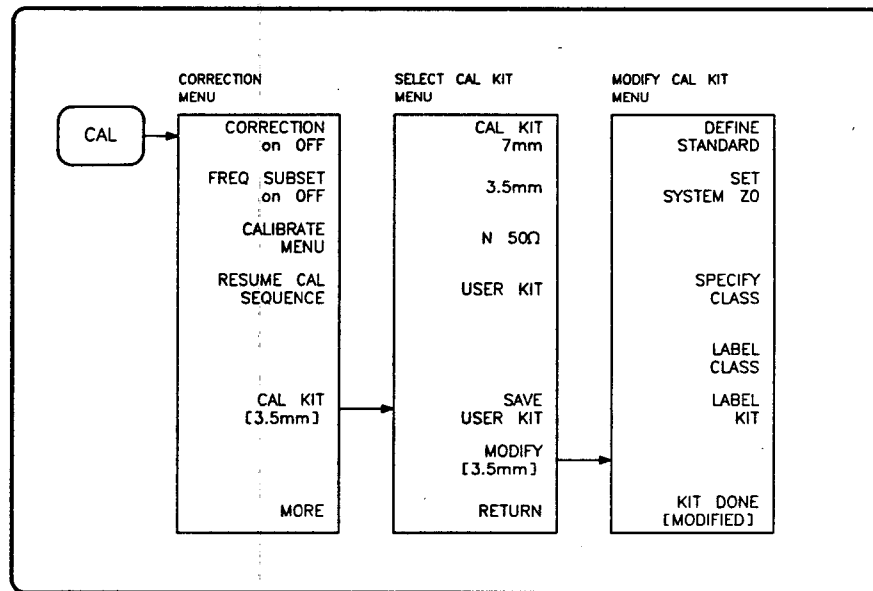 CAL
CORRECTION
MENU
CORRECTION
on OFF
FREQ SUBSET
on OFF
CALIBRATE
MENU
RESUME CAL
SEQUENCE
CAL KIT
[3.5mm]
MORE
SELECT CAL KIT
MENU
CAL KIT
7mm
3.5mm
N 50Ω
USER KIT
SAVE
USER KIT
MODIFY
[3.5mm]
RETURN
MODIFY CAL KIT
MENU
DEFINE
STANDARD
SET
SYSTEM Z0
SPECIFY
CLASS
LABEL
CLASS
LABEL
KIT
KIT DONE
[MODIFIED]